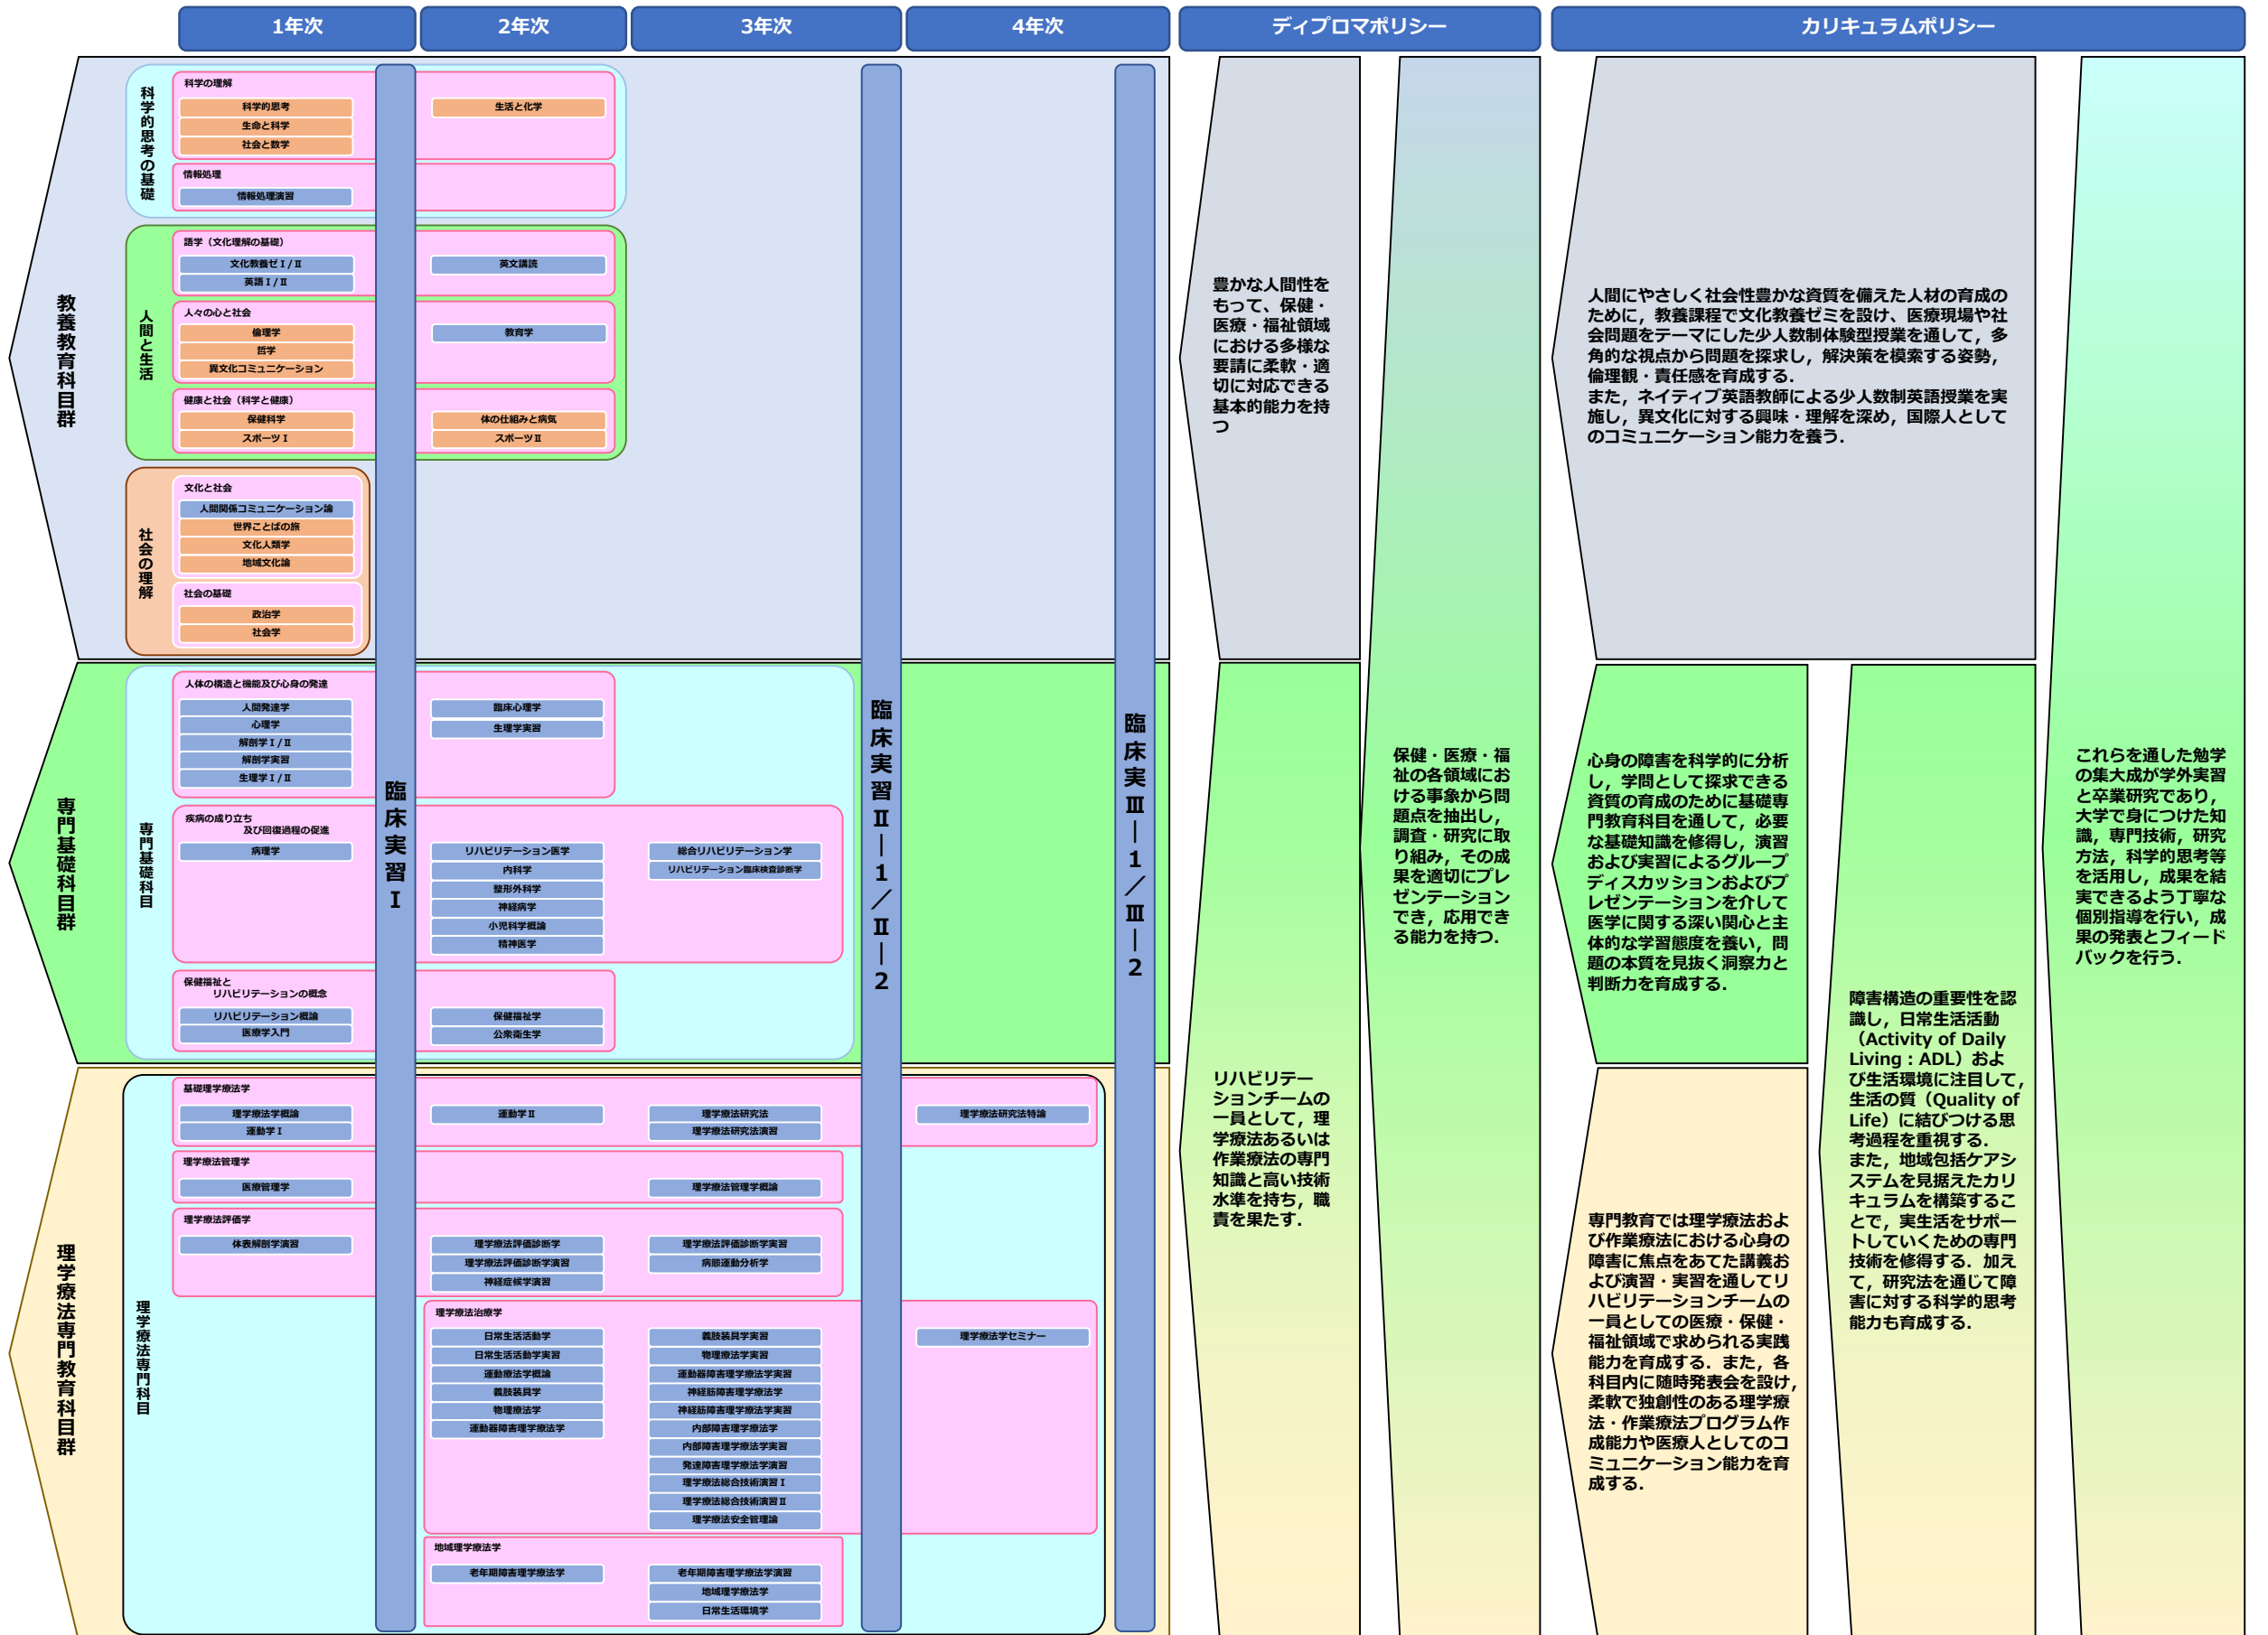 1年次
2年次
3年次
4年次
ディプロマポリシー
カリキュラムポリシー
教養教育科目群
科学的思考の基礎
科学の理解
科学的思考
生命と科学
社会と数学
生活と化学
情報処理
情報処理演習
人間と生活
語学（文化理解の基礎）
文化教養ゼⅠ/Ⅱ
英語Ⅰ/Ⅱ
英文講読
人々の心と社会
倫理学
哲学
異文化コミュニケーション
教育学
健康と社会（科学と健康）
保健科学
スポーツⅠ
体の仕組みと病気
スポーツⅡ
社会の理解
文化と社会
人間関係コミュニケーション論
世界ことばの旅
文化人類学
地域文化論
社会の基礎
政治学
社会学
専門基礎科目群
専門基礎科目
人体の構造と機能及び心身の発達
人間発達学
心理学
解剖学Ⅰ/Ⅱ
解剖学実習
生理学Ⅰ/Ⅱ
臨床心理学
生理学実習
疾病の成り立ち
及び回復過程の促進
病理学
リハビリテーション医学
内科学
整形外科学
神経病学
小児科学概論
精神医学
総合リハビリテーション学
リハビリテーション臨床検査診断学
保健福祉と
リハビリテーションの概念
リハビリテーション概論
医療学入門
保健福祉学
公衆衛生学
理学療法専門教育科目群
理学療法専門科目
基礎理学療法学
理学療法学概論
運動学Ⅰ
運動学Ⅱ
理学療法研究法
理学療法研究法演習
理学療法研究法特論
理学療法管理学
医療管理学
理学療法管理学概論
理学療法評価学
体表解剖学演習
理学療法評価診断学
理学療法評価診断学演習
神経症候学演習
理学療法評価診断学実習
病態運動分析学
理学療法治療学
日常生活活動学
日常生活活動学実習
運動療法学概論
義肢装具学
物理療法学
運動器障害理学療法学
義肢装具学実習
物理療法学実習
運動器障害理学療法学実習
神経筋障害理学療法学
神経筋障害理学療法学実習
内部障害理学療法学
内部障害理学療法学実習
発達障害理学療法学演習
理学療法総合技術演習Ⅰ
理学療法総合技術演習Ⅱ
理学療法安全管理論
理学療法学セミナー
地域理学療法学
老年期障害理学療法学
老年期障害理学療法学演習
地域理学療法学
日常生活環境学
臨床実習Ⅰ
臨床実習Ⅱ―1／Ⅱ―2
臨床実Ⅲ―1／Ⅲ―2
豊かな人間性を
もって、保健・
医療・福祉領域
における多様な
要請に柔軟・適
切に対応できる
基本的能力を持
つ
リハビリテー
ションチームの
一員として，理
学療法あるいは
作業療法の専門
知識と高い技術
水準を持ち，職
責を果たす．
保健・医療・福
祉の各領域にお
ける事象から問
題点を抽出し，
調査・研究に取
り組み，その成
果を適切にプレ
ゼンテーション
でき，応用でき
る能力を持つ．
人間にやさしく社会性豊かな資質を備えた人材の育成の
ために，教養課程で文化教養ゼミを設け、医療現場や社
会問題をテーマにした少人数制体験型授業を通して，多
角的な視点から問題を探求し，解決策を模索する姿勢，
倫理観・責任感を育成する．
また，ネイティブ英語教師による少人数制英語授業を実
施し，異文化に対する興味・理解を深め，国際人として
のコミュニケーション能力を養う．
心身の障害を科学的に分析
し，学問として探求できる
資質の育成のために基礎専
門教育科目を通して，必要
な基礎知識を修得し，演習
および実習によるグループ
ディスカッションおよびプ
レゼンテーションを介して
医学に関する深い関心と主
体的な学習態度を養い，問
題の本質を見抜く洞察力と
判断力を育成する．
専門教育では理学療法およ
び作業療法における心身の
障害に焦点をあてた講義お
よび演習・実習を通してリ
ハビリテーションチームの
一員としての医療・保健・
福祉領域で求められる実践
能力を育成する．また，各
科目内に随時発表会を設け，
柔軟で独創性のある理学療
法・作業療法プログラム作
成能力や医療人としてのコ
ミュニケーション能力を育
成する．
障害構造の重要性を認
識し，日常生活活動
（Activity of Daily
Living：ADL）およ
び生活環境に注目して，
生活の質（Quality of
Life）に結びつける思
考過程を重視する．
また，地域包括ケアシ
ステムを見据えたカリ
キュラムを構築するこ
とで，実生活をサポー
トしていくための専門
技術を修得する．加え
て，研究法を通じて障
害に対する科学的思考
能力も育成する．
これらを通した勉学
の集大成が学外実習
と卒業研究であり，
大学で身につけた知
識，専門技術，研究
方法，科学的思考等
を活用し，成果を結
実できるよう丁寧な
個別指導を行い，成
果の発表とフィード
バックを行う．